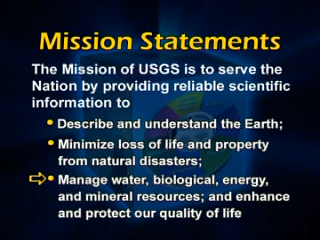 Mission Statements
The Mission of USGS is to serve the
Nation by providing reliable scientific
information to
• Describe and understand the Earth;
• Minimize loss of life and property
from natural disasters;
• Manage water, biological, energy,
and mineral resources; and enhance
and protect our quality of life